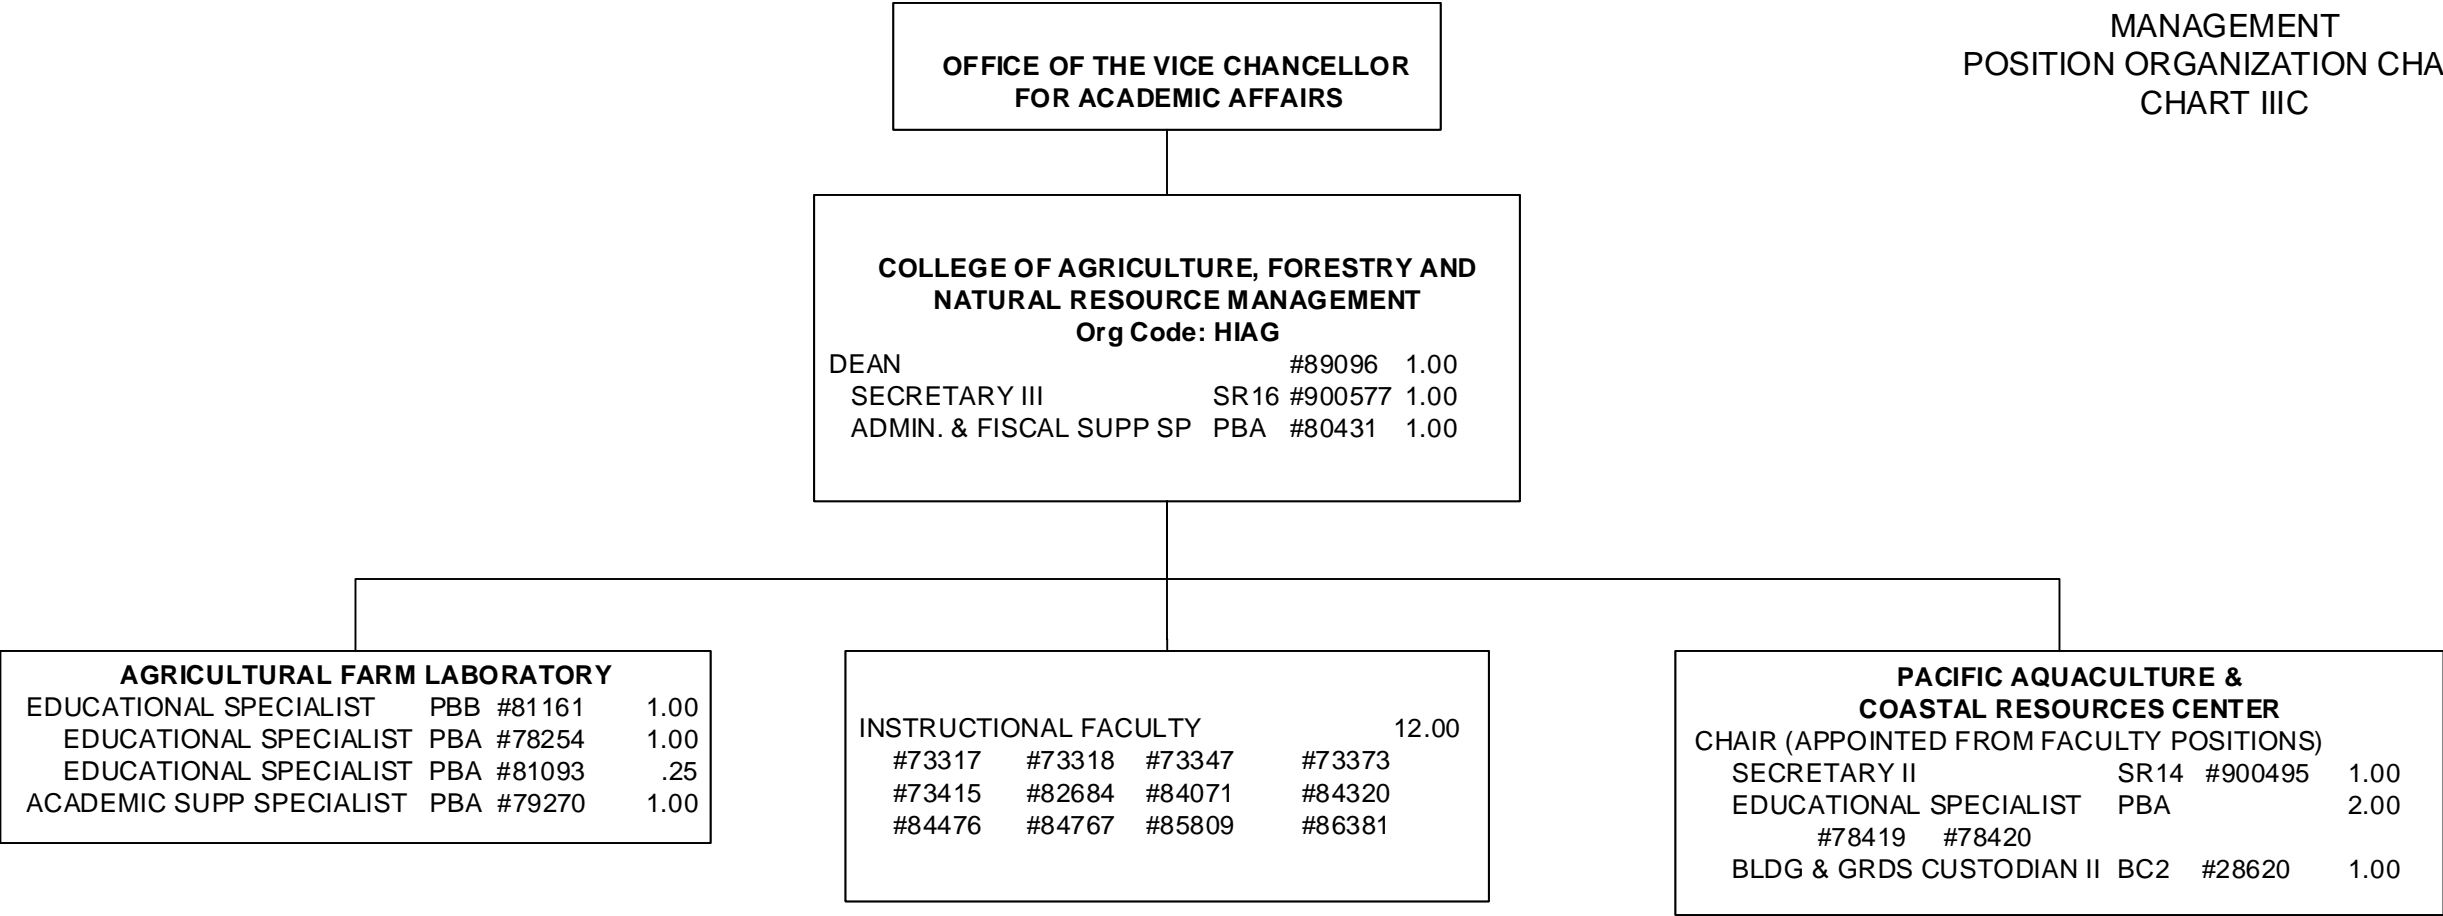 MANAGEMENT
POSITION ORGANIZATION CHA
CHART IIIC
OFFICE OF THE VICE CHANCELLOR
FOR ACADEMIC AFFAIRS
COLLEGE OF AGRICULTURE, FORESTRY AND
NATURAL RESOURCE MANAGEMENT
Org Code: HIAG
DEAN #89096 1.00
SECRETARY III SR16 #900577 1.00
ADMIN. & FISCAL SUPP SP PBA #80431 1.00
AGRICULTURAL FARM LABORATORY
EDUCATIONAL SPECIALIST PBB #81161 1.00
EDUCATIONAL SPECIALIST PBA #78254 1.00
EDUCATIONAL SPECIALIST PBA #81093 .25
ACADEMIC SUPP SPECIALIST PBA #79270 1.00
INSTRUCTIONAL FACULTY 12.00
#73317 #73318 #73347 #73373
#73415 #82684 #84071 #84320
#84476 #84767 #85809 #86381
PACIFIC AQUACULTURE &
COASTAL RESOURCES CENTER
CHAIR (APPOINTED FROM FACULTY POSITIONS)
SECRETARY II SR14 #900495 1.00
EDUCATIONAL SPECIALIST PBA 2.00
#78419 #78420
BLDG & GRDS CUSTODIAN II BC2 #28620 1.00